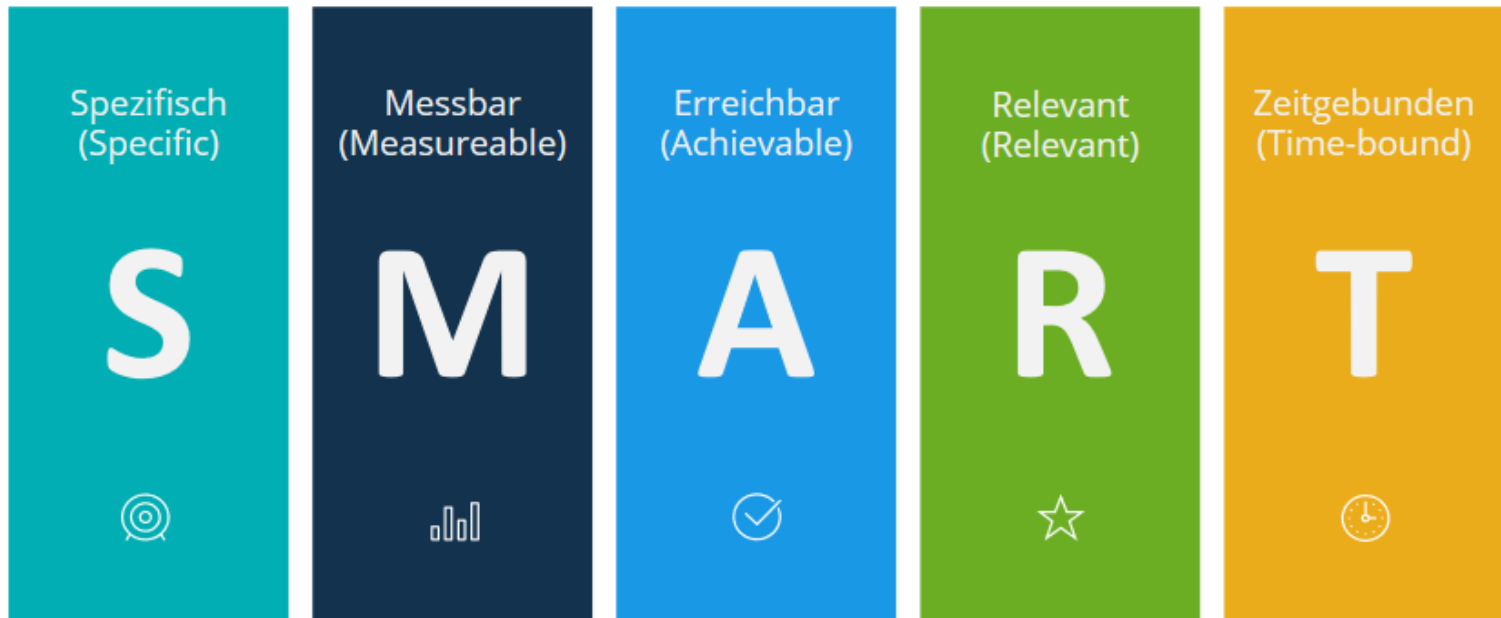 Spezifisch
(Specific)
S
Messbar
(Measureable)
M
Erreichbar
(Achievable)
A
Relevant
(Relevant)
R
Zeitgebunden
(Time-bound)
T